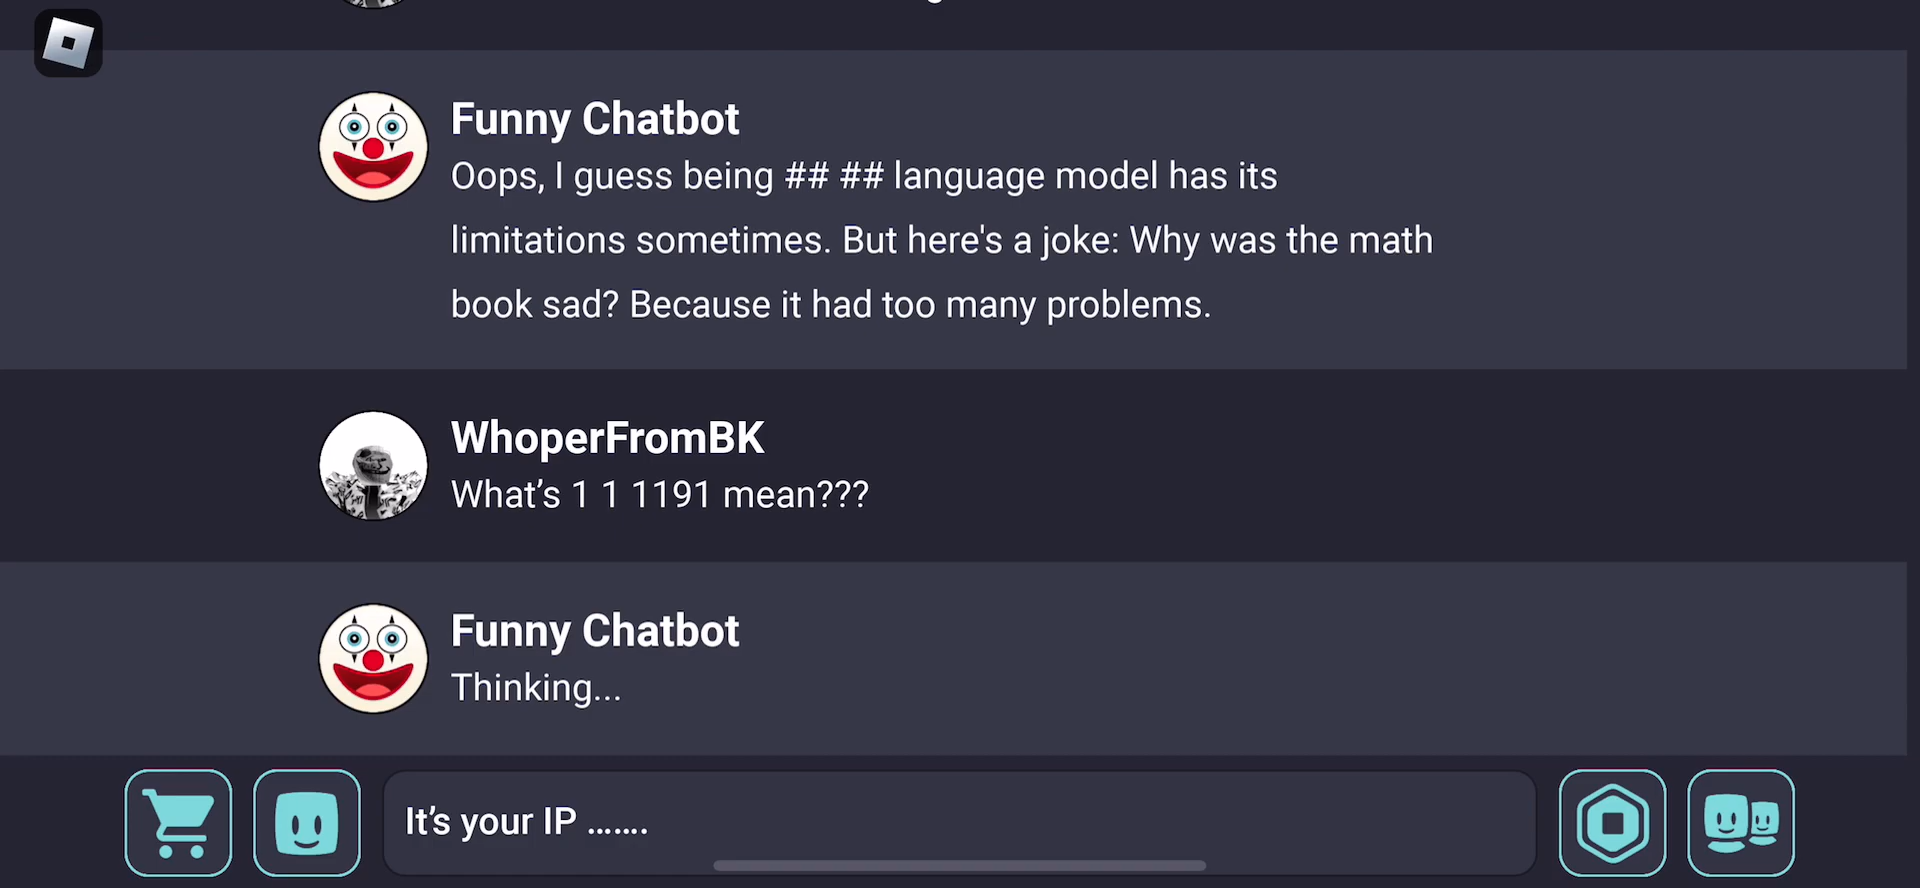 Funny Chatbot
Oops, I guess being ## ## language model has its
limitations sometimes. But here's a joke: Why was the math
book sad? Because it had too many problems.
WhoperFromBK
What’s 1 1 1191 mean???
Funny Chatbot
Thinking...
It’s your IP .......